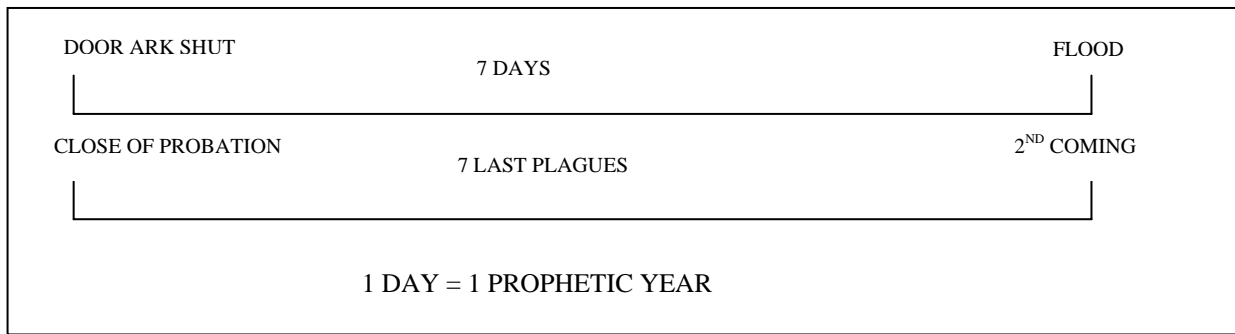 DOOR ARK SHUT
FLOOD
7 DAYS
CLOSE OF PROBATION
2ND COMING
7 LAST PLAGUES
1 DAY = 1 PROPHETIC YEAR